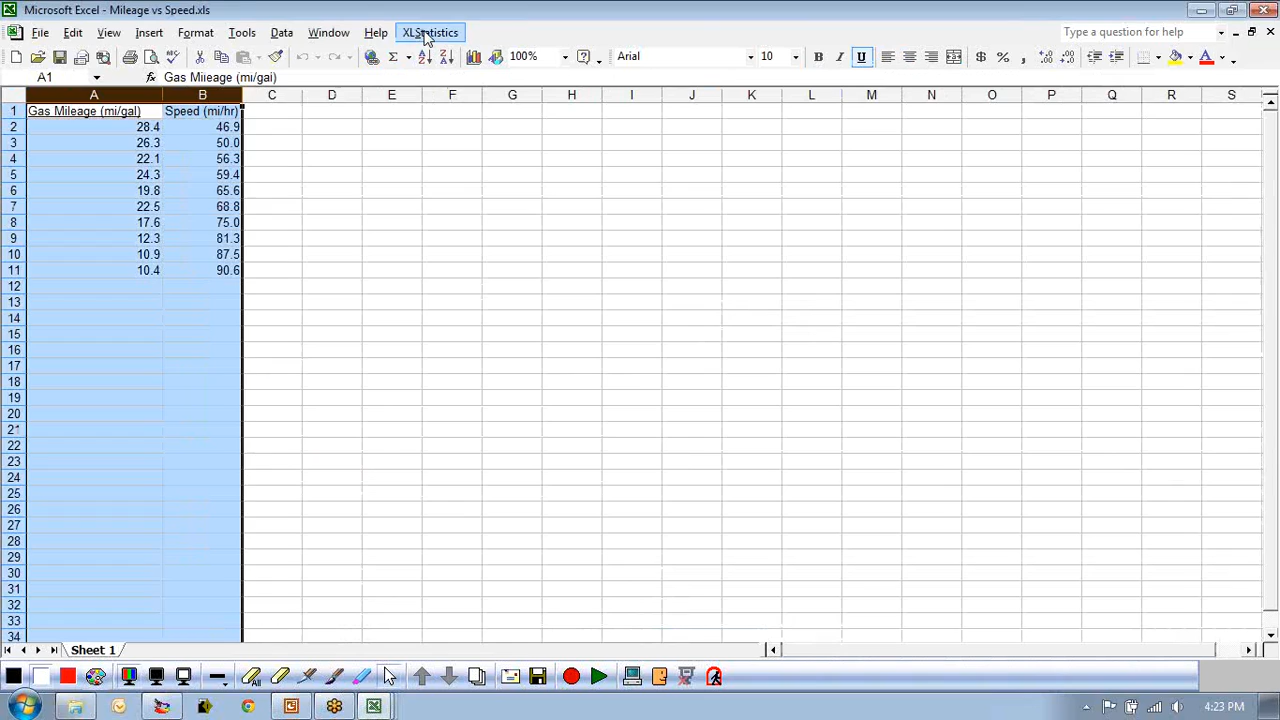 Microsoft Excel - Mileage vs Speed.xls
File Edit View Insert Format Tools Data Window Help XLStatistics Type a question for help
100% Arial 10 B I U $ %
A1 fx Gas Mileage (mi/gal)
A B C D E F G H I J K L M N O P Q R S
1 Gas Mileage (mi/gal) Speed (mi/hr)
2 28.4 46.9
3 26.3 50.0
4 22.1 56.3
5 24.3 59.4
6 19.8 65.6
7 22.5 68.8
8 17.6 75.0
9 12.3 81.3
10 10.9 87.5
11 10.4 90.6
12
13
14
15
16
17
18
19
20
21
22
23
24
25
26
27
28
29
30
31
32
33
34
Sheet 1
4:23 PM